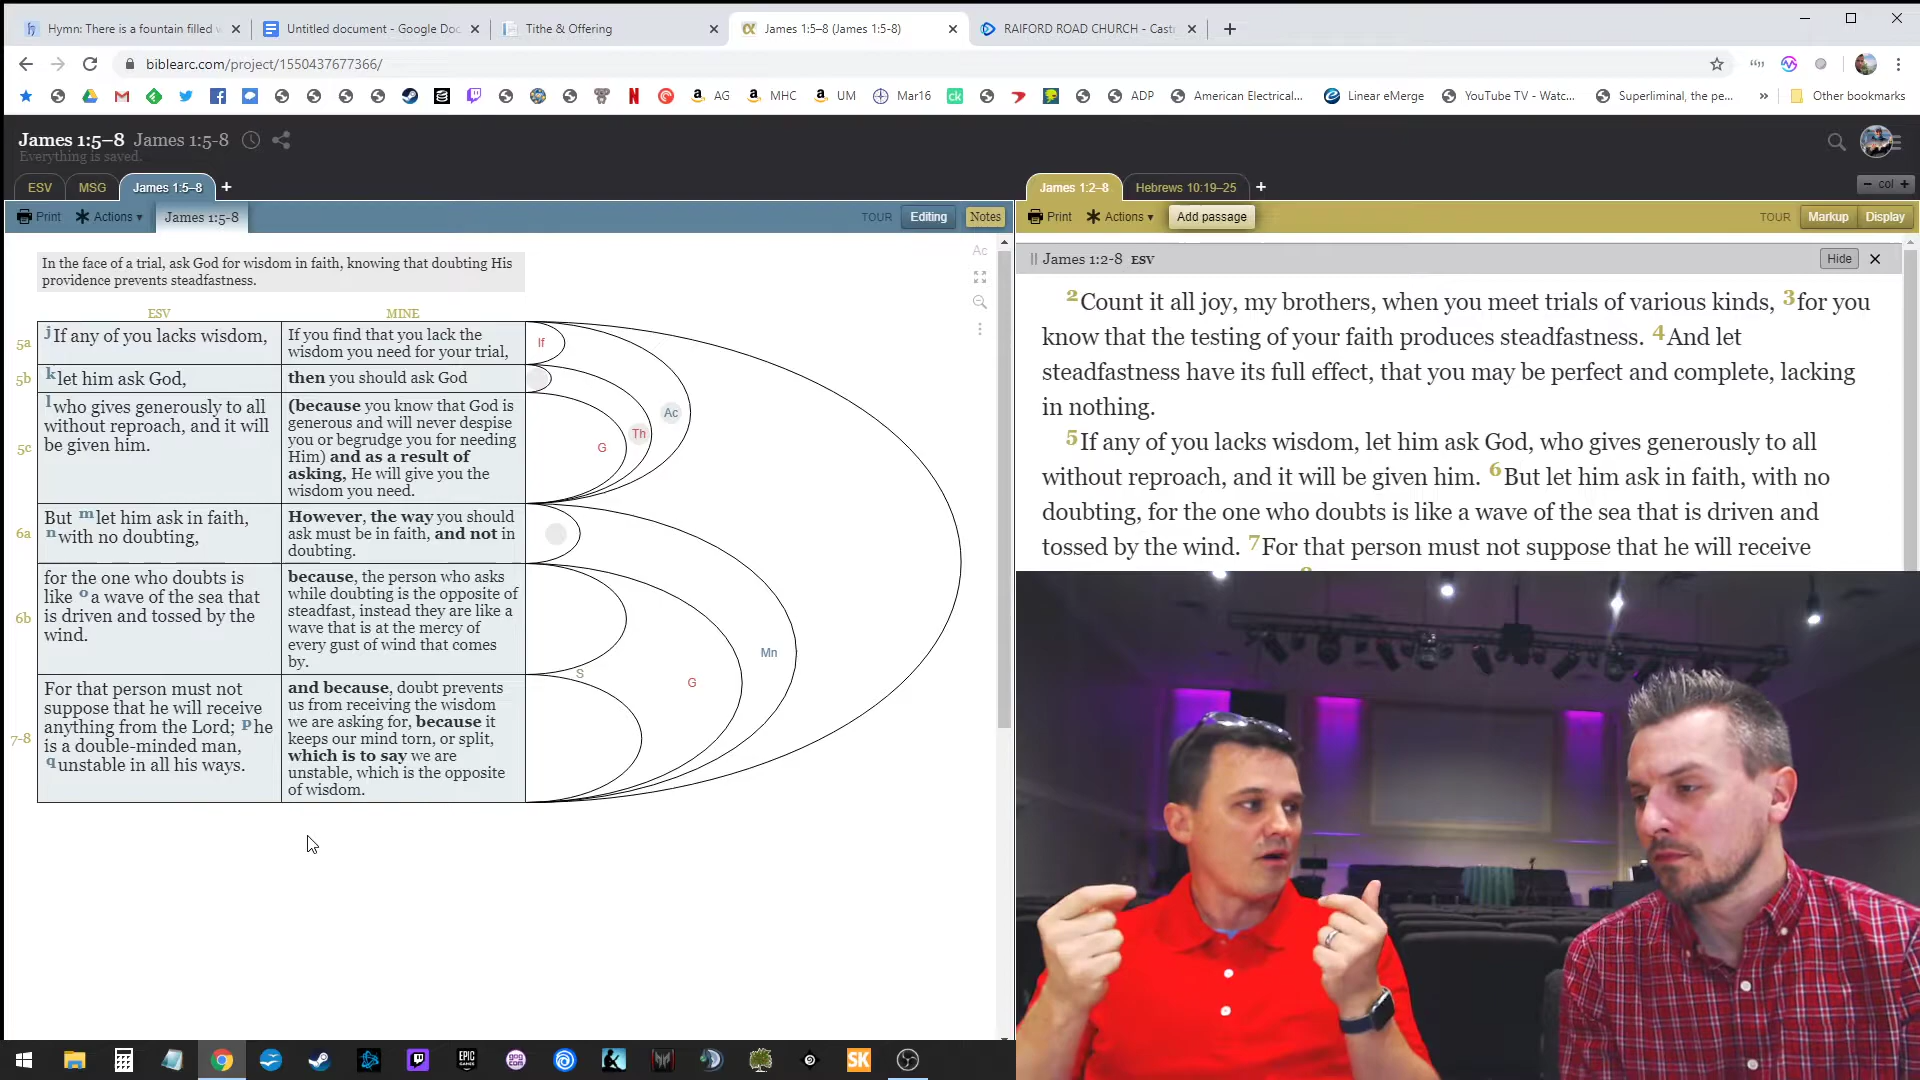 Hymn: There is a fountain filled w
Untitled document - Google Doc
Tithe & Offering
James 1:5–8 (James 1:5-8)
RAIFORD ROAD CHURCH - Cast
biblearc.com/project/1550437677366/
AG
MHC
UM
Mar16
ADP
American Electrical...
Linear eMerge
YouTube TV - Watc...
Superliminal, the pe...
Other bookmarks
James 1:5–8 James 1:5-8
Everything is saved.
ESV
MSG
James 1:5–8
Print
Actions
James 1:5-8
TOUR
Editing
Notes
In the face of a trial, ask God for wisdom in faith, knowing that doubting His
providence prevents steadfastness.
ESV
MINE
5a
j If any of you lacks wisdom,
If you find that you lack the
wisdom you need for your trial,
5b
k let him ask God,
then you should ask God
5c
l who gives generously to all
without reproach, and it will
be given him.
(because you know that God is
generous and will never despise
you or begrudge you for needing
Him) and as a result of
asking, He will give you the
wisdom you need.
6a
But m let him ask in faith,
n with no doubting,
However, the way you should
ask must be in faith, and not in
doubting.
6b
for the one who doubts is
like o a wave of the sea that
is driven and tossed by the
wind.
because, the person who asks
while doubting is the opposite of
steadfast, instead they are like a
wave that is at the mercy of
every gust of wind that comes
by.
7-8
For that person must not
suppose that he will receive
anything from the Lord; p he
is a double-minded man,
q unstable in all his ways.
and because, doubt prevents
us from receiving the wisdom
we are asking for, because it
keeps our mind torn, or split,
which is to say we are
unstable, which is the opposite
of wisdom.
If
Ac
Th
G
Mn
S
G
Ac
James 1:2–8
Hebrews 10:19–25
col
Print
Actions
Add passage
TOUR
Markup
Display
James 1:2-8 ESV
Hide
2 Count it all joy, my brothers, when you meet trials of various kinds, 3 for you
know that the testing of your faith produces steadfastness. 4 And let
steadfastness have its full effect, that you may be perfect and complete, lacking
in nothing.
5 If any of you lacks wisdom, let him ask God, who gives generously to all
without reproach, and it will be given him. 6 But let him ask in faith, with no
doubting, for the one who doubts is like a wave of the sea that is driven and
tossed by the wind. 7 For that person must not suppose that he will receive
EPIC
GAMES
gog
com
SK